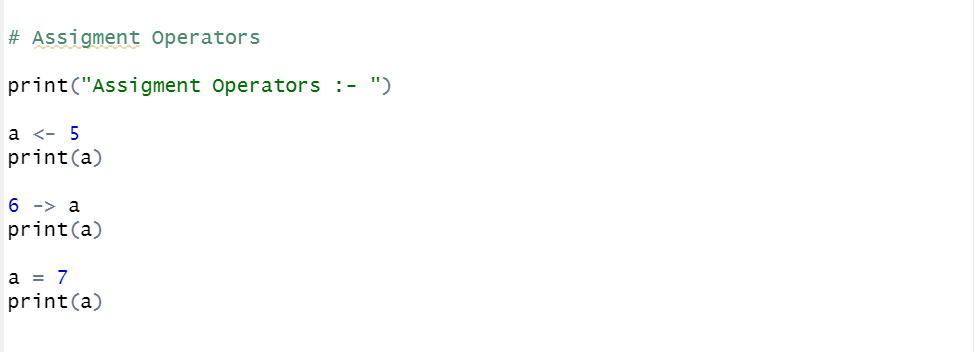 # Assigment Operators
print("Assigment Operators :- ")
a <- 5
print(a)
6 -> a
print(a)
a = 7
print(a)